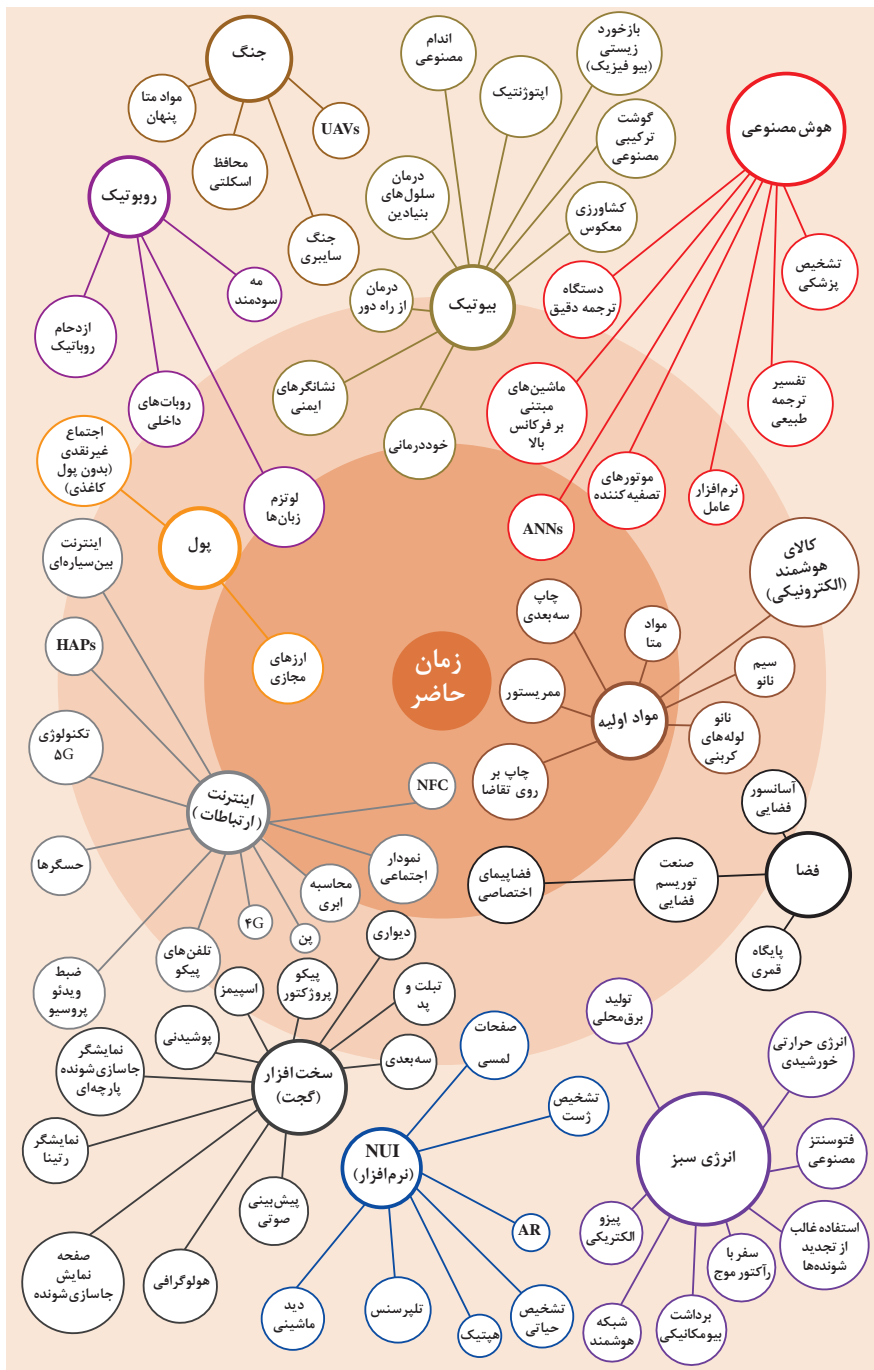 جنگ
مواد متا
پنهان
محافظ
اسکلتی
جنگ
سایبری
UAVs
روبوتیک
ازدحام
روباتیک
روبات‌های
داخلی
لوتزم
زبان‌ها
مه
سودمند
بیوتیک
اندام
مصنوعی
اپتوژنتیک
بازخورد
زیستی
(بیو فیزیک)
گوشت
ترکیبی
مصنوعی
کشاورزی
معکوس
درمان
سلول‌های
بنیادین
درمان
از راه دور
نشانگرهای
ایمنی
خوددرمانی
هوش مصنوعی
تشخیص
پزشکی
دستگاه
ترجمه دقیق
تفسیر
ترجمه
طبیعی
ماشین‌های
مبتنی
بر فرکانس
بالا
موتورهای
تصفیه کننده
نرم‌افزار
عامل
ANNs
پول
اجتماع
غیرنقدی
(بدون پول
کاغذی)
ارزهای
مجازی
زمان
حاضر
مواد اولیه
چاپ
سه‌بعدی
مواد
متا
کالای
هوشمند
(الکترونیکی)
سیم
نانو
نانو
لوله‌های
کربنی
ممریستور
چاپ بر
روی تقاضا
فضا
آسانسور
فضایی
صنعت
توریسم
فضایی
فضاپیمای
اختصاصی
پایگاه
قمری
اینترنت
(ارتباطات)
اینترنت
بین‌سیاره‌ای
HAPs
تکنولوژی
۵G
حسگرها
ضبط
ویدئو
پروسیو
تلفن‌های
پیکو
۴G
پن
محاسبه
ابری
نمودار
اجتماعی
NFC
سخت افزار
(گجت)
دیواری
پیکو
پروژکتور
اسپیمز
تبلت و
پد
سه‌بعدی
پوشیدنی
نمایشگر
جاسازی‌شونده
پارچه‌ای
نمایشگر
رتینا
صفحه
نمایش
جاسازی‌شونده
هولوگرافی
پیش‌بینی
صوتی
NUI
(نرم‌افزار)
صفحات
لمسی
تشخیص
ژست
AR
تشخیص
حیاتی
هپتیک
تلپرسنس
دید
ماشینی
انرژی سبز
تولید
برق‌محلی
انرژی حرارتی
خورشیدی
فتوسنتز
مصنوعی
استفاده غالب
از تجدید
شونده‌ها
سفر با
رآکتور موج
برداشت
بیومکانیکی
شبکه
هوشمند
پیزو
الکتریکی